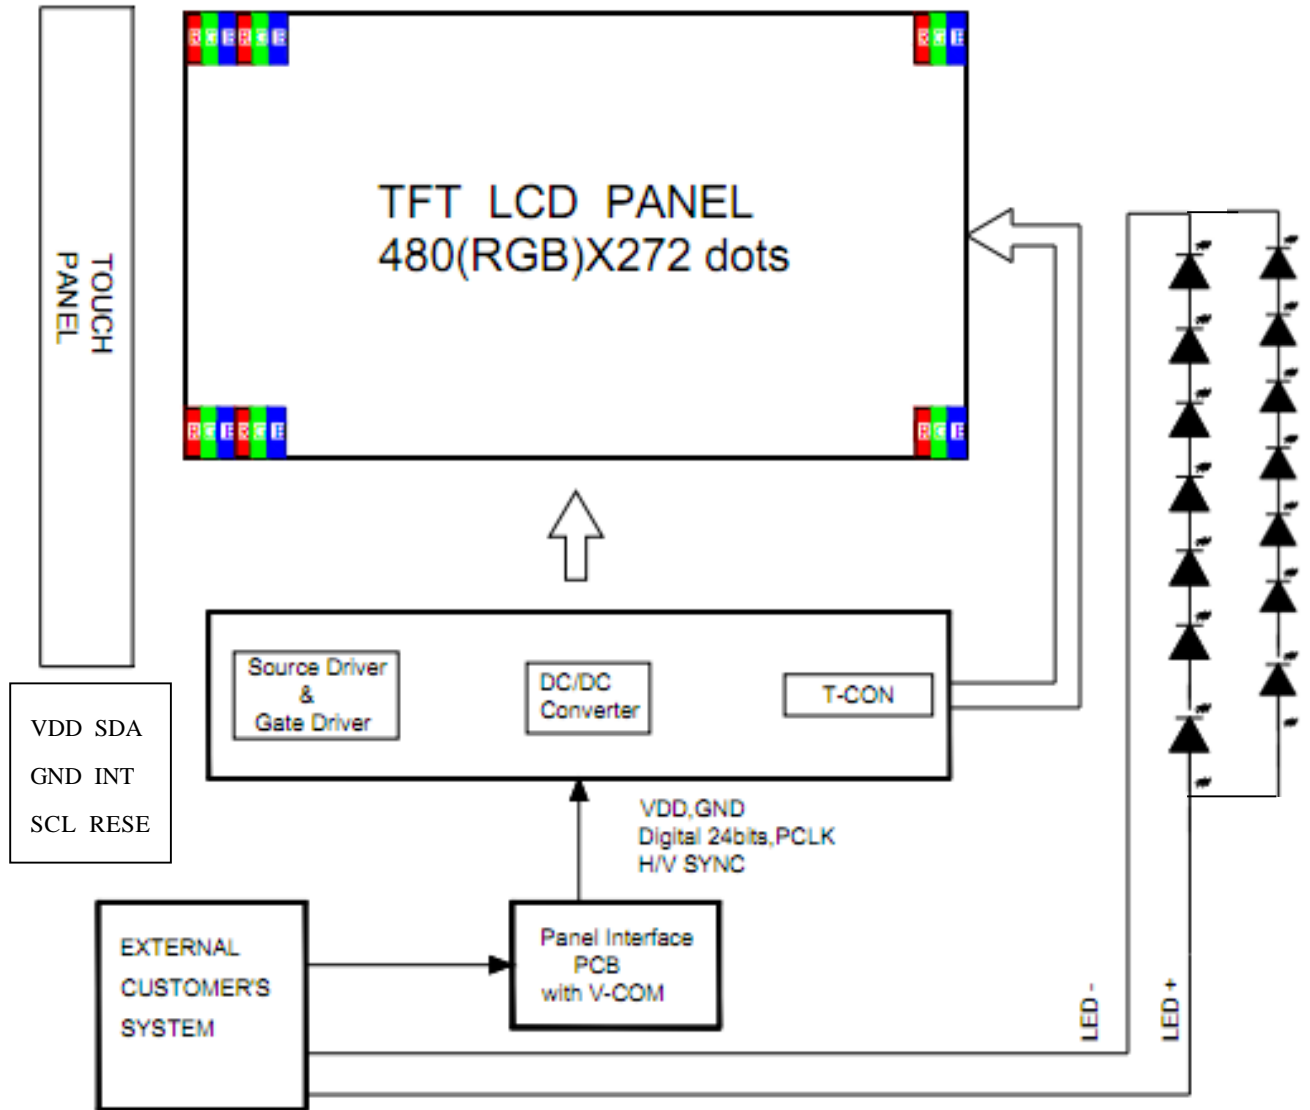 R G B R G B
R G B
TFT LCD PANEL
480(RGB)X272 dots
TOUCH
PANEL
R G B R G B
R G B
Source Driver
&
Gate Driver
DC/DC
Converter
T-CON
VDD SDA
GND INT
SCL RESE
VDD,GND
Digital 24bits,PCLK
H/V SYNC
EXTERNAL
CUSTOMER'S
SYSTEM
Panel Interface
PCB
with V-COM
LED -
LED +